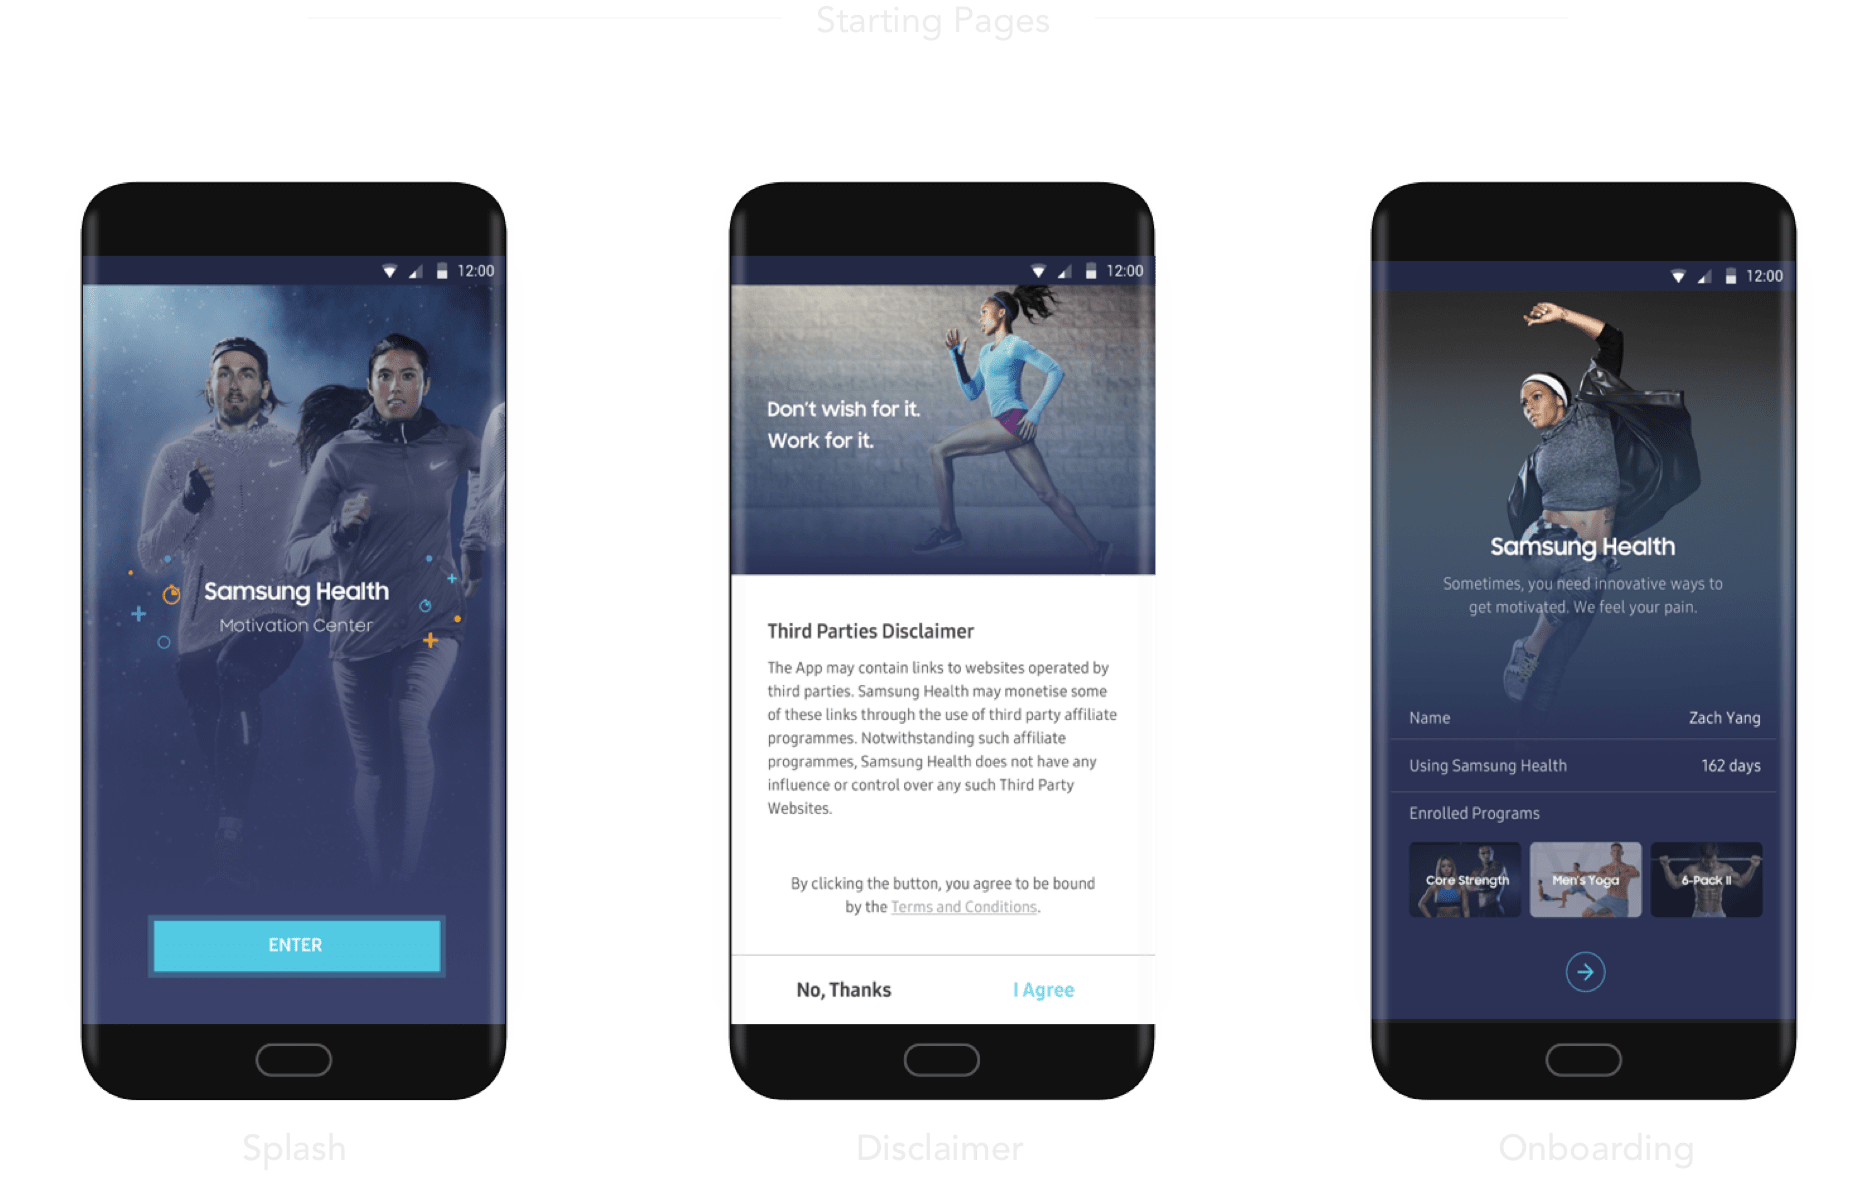 Starting Pages
12:00
Samsung Health
Motivation Center
ENTER
Splash
12:00
Don't wish for it.
Work for it.
Third Parties Disclaimer
The App may contain links to websites operated by
third parties. Samsung Health may monetise some
of these links through the use of third party affiliate
programmes. Notwithstanding such affiliate
programmes, Samsung Health does not have any
influence or control over any such Third Party
Websites.
By clicking the button, you agree to be bound
by the Terms and Conditions.
No, Thanks
I Agree
Disclaimer
12:00
Samsung Health
Sometimes, you need innovative ways to
get motivated. We feel your pain.
Name
Zach Yang
Using Samsung Health
162 days
Enrolled Programs
Core Strength
Men's Yoga
6-Pack II
Onboarding